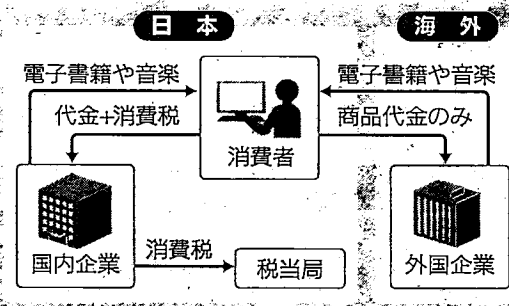 日本
海外
電子書籍や音楽
電子書籍や音楽
代金+消費税
商品代金のみ
消費者
国内企業
消費税
税当局
外国企業